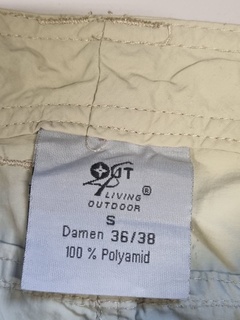 OUT
LIVING
OUTDOOR
®
S
Damen 36/38
100 % Polyamid